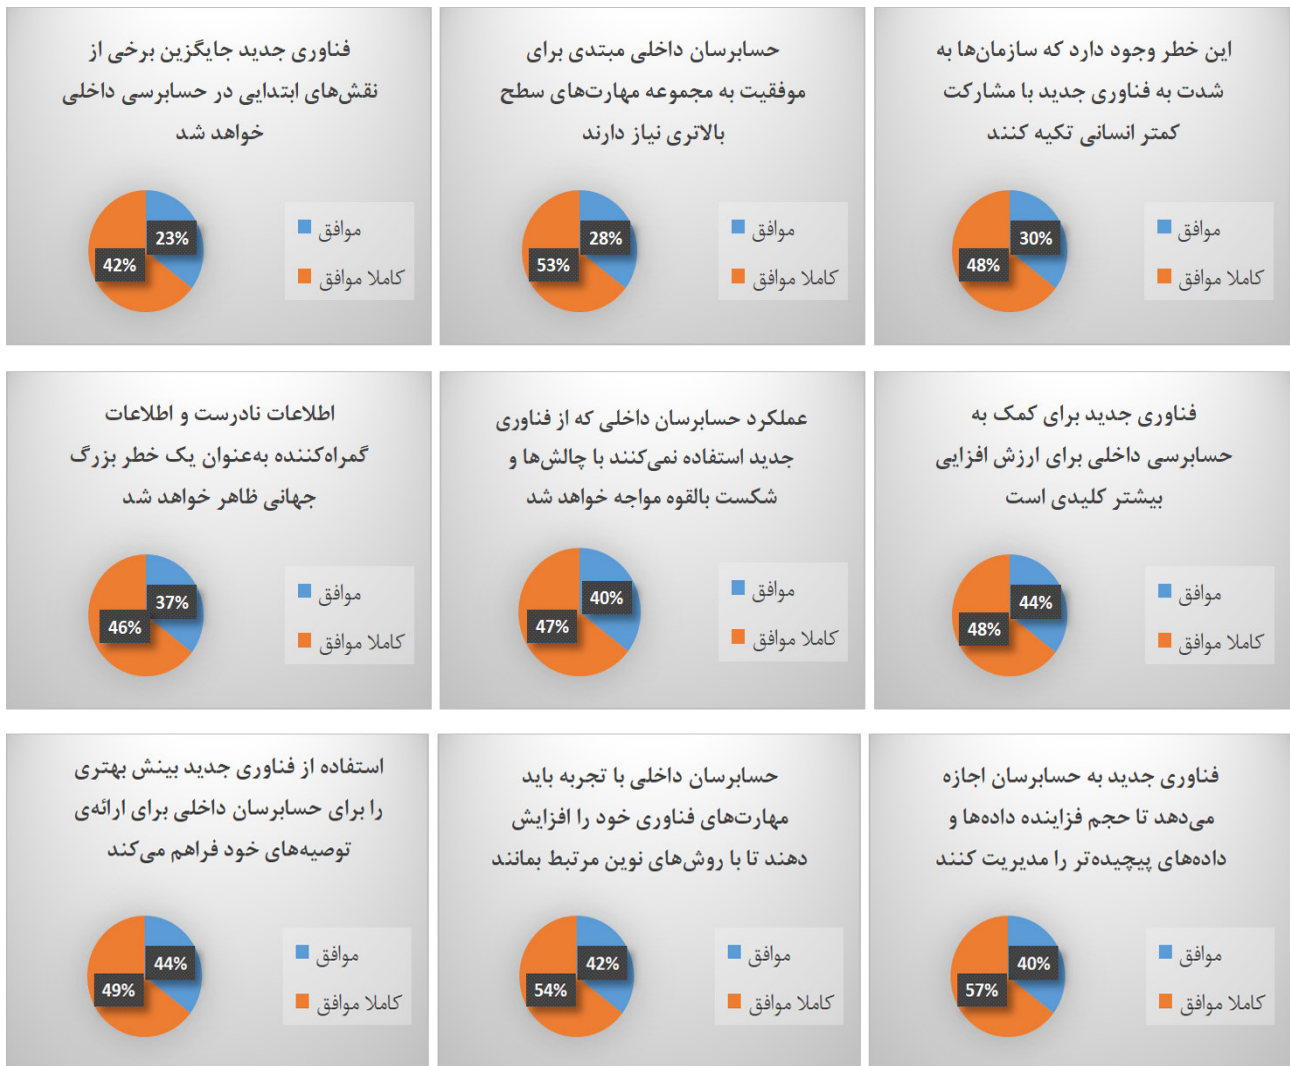 این خطر وجود دارد که سازمان‌ها به
شدت به فناوری جدید با مشارکت
کمتر انسانی تکیه کنند
30%
48%
موافق
کاملا موافق
حسابرسان داخلی مبتدی برای
موفقیت به مجموعه مهارت‌های سطح
بالاتری نیاز دارند
28%
53%
موافق
کاملا موافق
فناوری جدید جایگزین برخی از
نقش‌های ابتدایی در حسابرسی داخلی
خواهد شد
23%
42%
موافق
کاملا موافق
فناوری جدید برای کمک به
حسابرسی داخلی برای ارزش افزایی
بیشتر کلیدی است
44%
48%
موافق
کاملا موافق
عملکرد حسابرسان داخلی که از فناوری
جدید استفاده نمی‌کنند با چالش‌ها و
شکست بالقوه مواجه خواهد شد
40%
47%
موافق
کاملا موافق
اطلاعات نادرست و اطلاعات
گمراه‌کننده به‌عنوان یک خطر بزرگ
جهانی ظاهر خواهد شد
37%
46%
موافق
کاملا موافق
فناوری جدید به حسابرسان اجازه
می‌دهد تا حجم فزاینده داده‌ها و
داده‌های پیچیده‌تر را مدیریت کنند
40%
57%
موافق
کاملا موافق
حسابرسان داخلی با تجربه باید
مهارت‌های فناوری خود را افزایش
دهند تا با روش‌های نوین مرتبط بمانند
42%
54%
موافق
کاملا موافق
استفاده از فناوری جدید بینش بهتری
را برای حسابرسان داخلی برای ارائه‌ی
توصیه‌های خود فراهم می‌کند
44%
49%
موافق
کاملا موافق